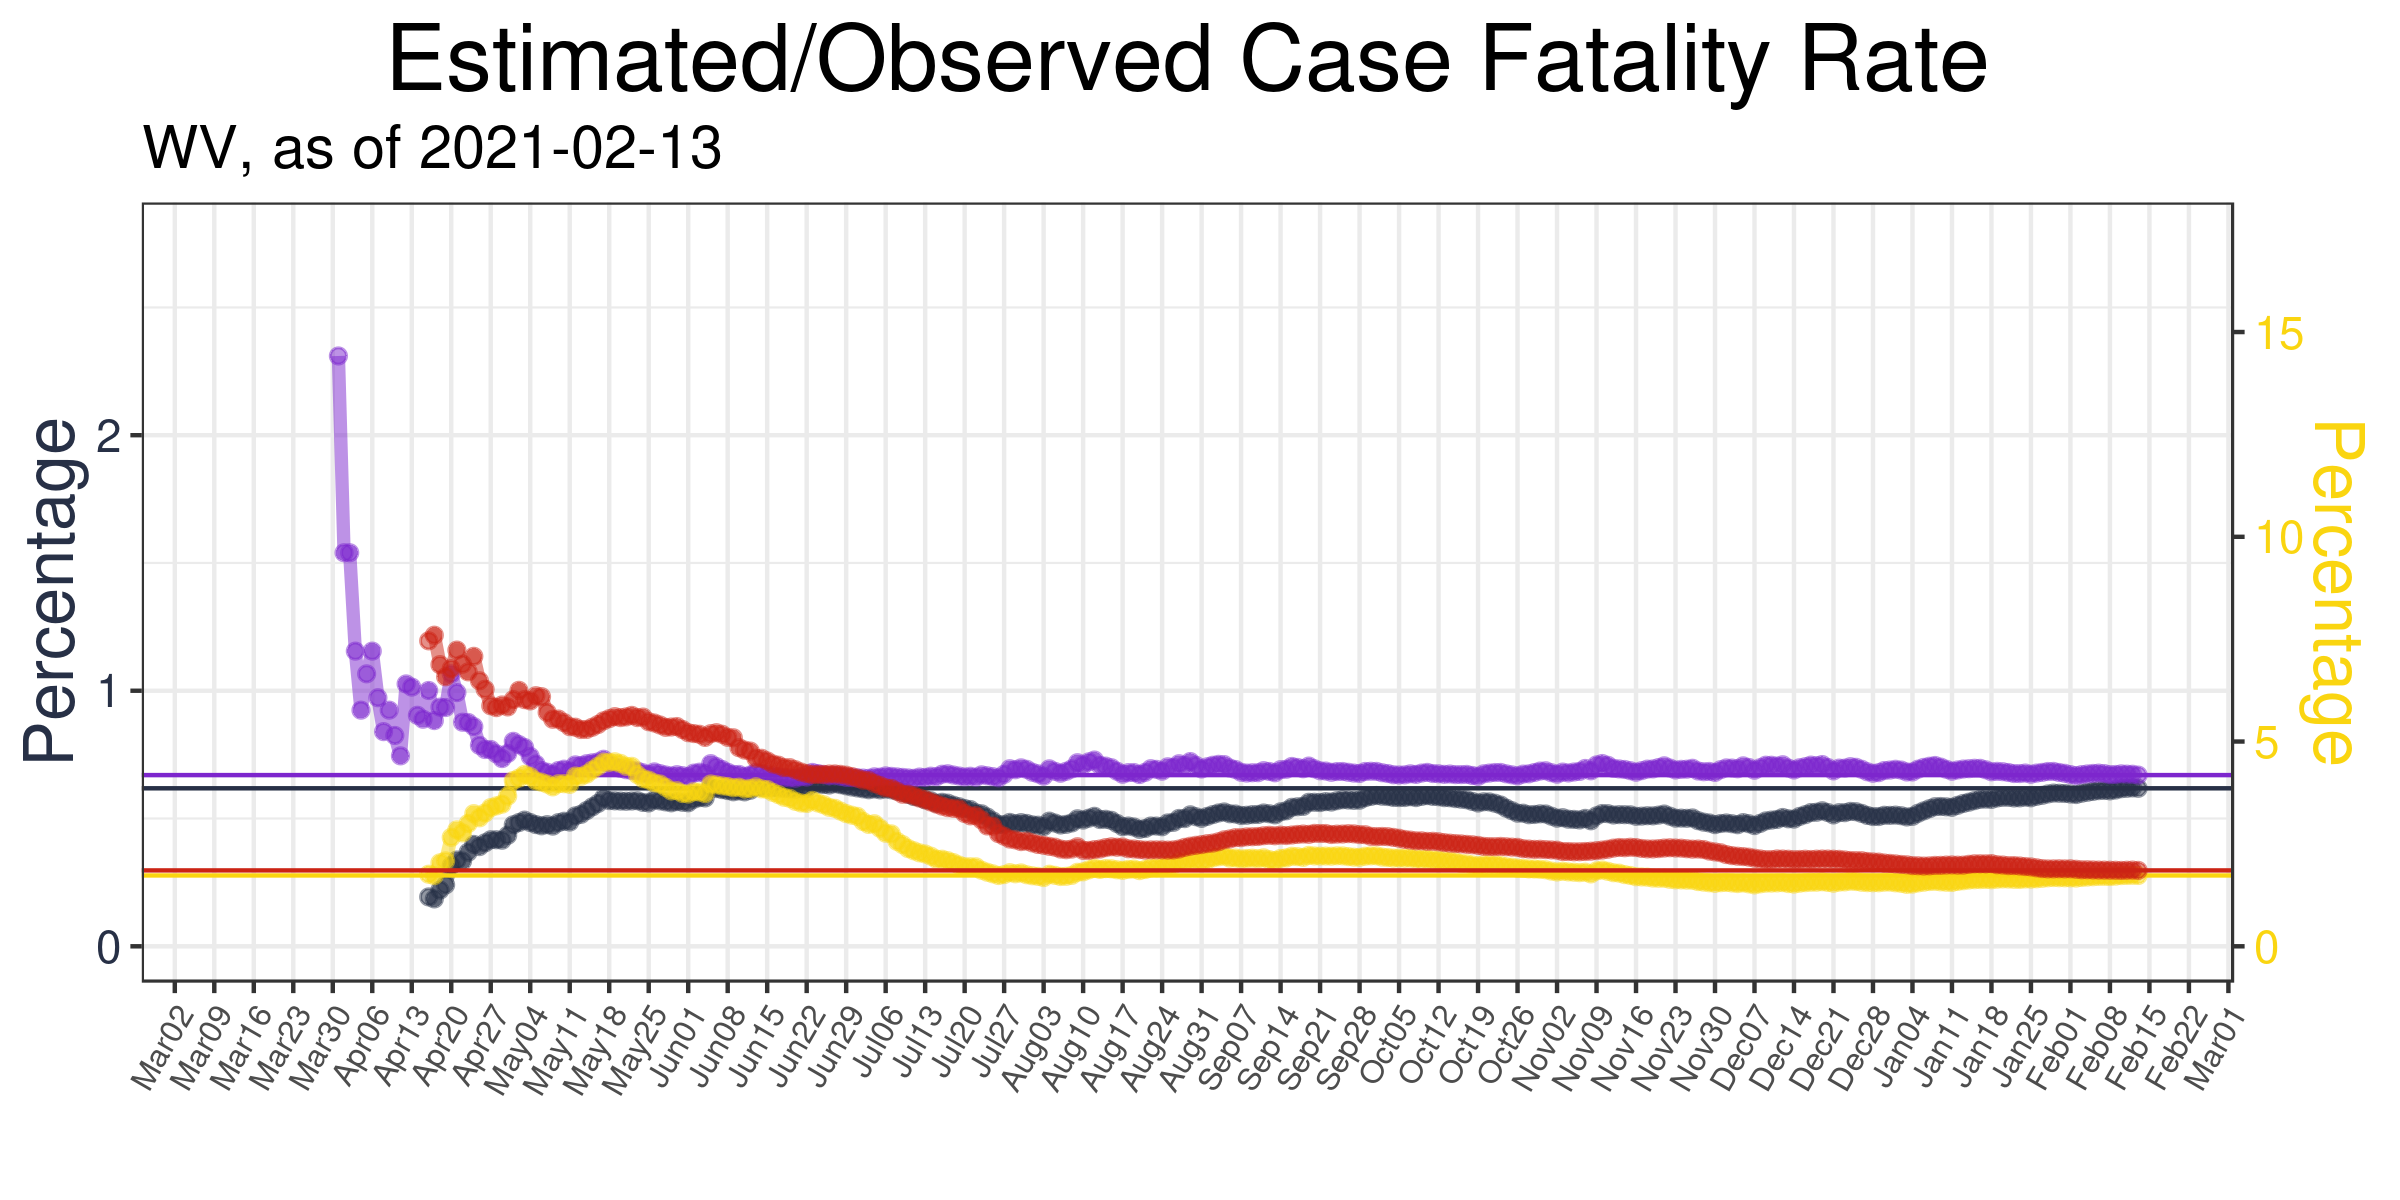 Estimated/Observed Case Fatality Rate
WV, as of 2021-02-13
Percentage
2
1
0
15
10
5
0
Percentage
Mar02
Mar09
Mar16
Mar23
Mar30
Apr06
Apr13
Apr20
Apr27
May04
May11
May18
May25
Jun01
Jun08
Jun15
Jun22
Jun29
Jul06
Jul13
Jul20
Jul27
Aug03
Aug10
Aug17
Aug24
Aug31
Sep07
Sep14
Sep21
Sep28
Oct05
Oct12
Oct19
Oct26
Nov02
Nov09
Nov16
Nov23
Nov30
Dec07
Dec14
Dec21
Dec28
Jan04
Jan11
Jan18
Jan25
Feb01
Feb08
Feb15
Feb22
Mar01